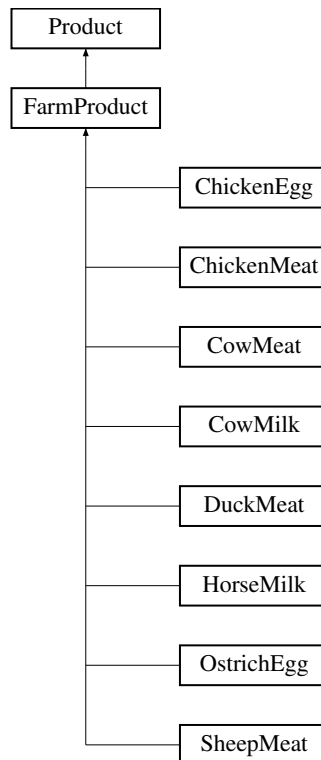 Product
FarmProduct
ChickenEgg
ChickenMeat
CowMeat
CowMilk
DuckMeat
HorseMilk
OstrichEgg
SheepMeat